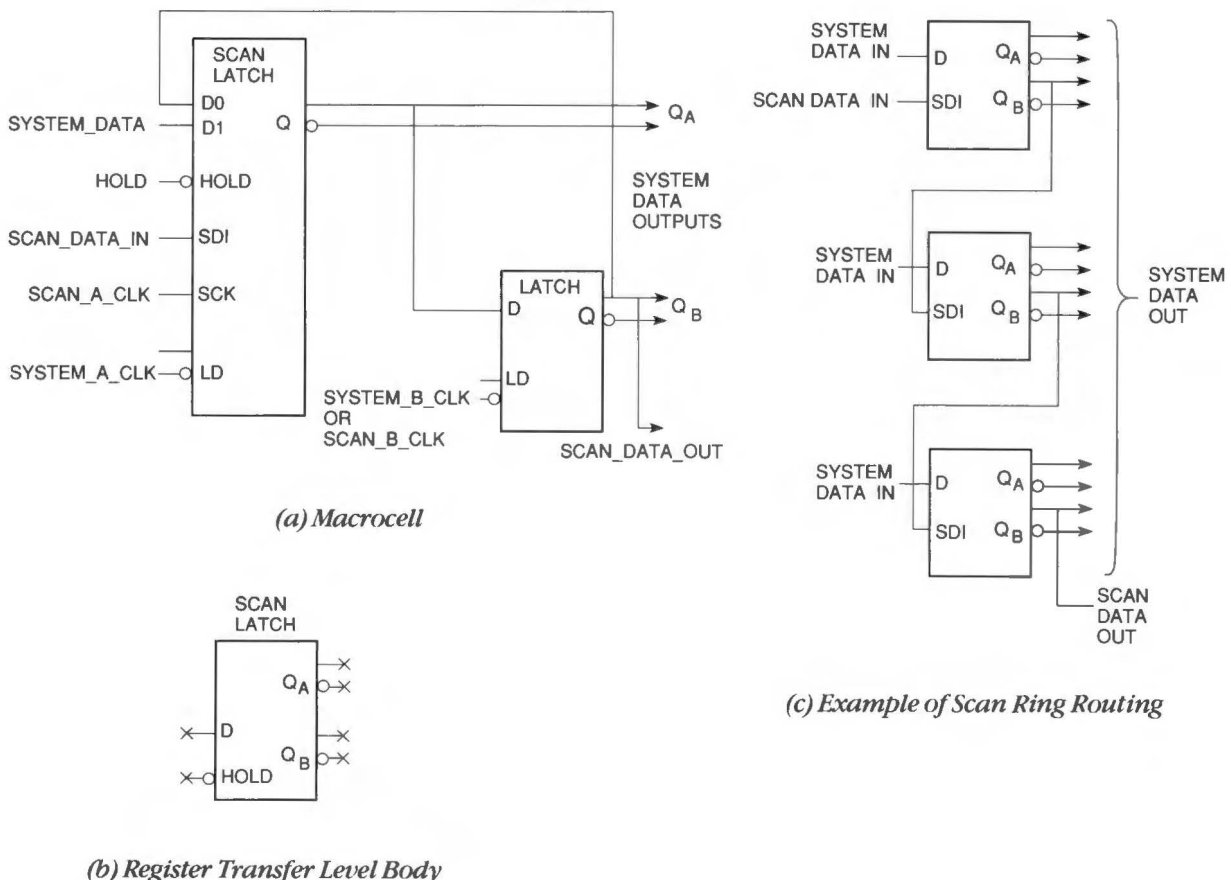 SCAN
LATCH
D0
SYSTEM_DATA
D1
Q
QA
HOLD
HOLD
SYSTEM
DATA
OUTPUTS
SCAN_DATA_IN
SDI
SCAN_A_CLK
SCK
LATCH
D
Q
QB
SYSTEM_A_CLK
LD
LD
SYSTEM_B_CLK
OR
SCAN_B_CLK
SCAN_DATA_OUT
(a) Macrocell
SCAN
LATCH
QA
D
QB
HOLD
(b) Register Transfer Level Body
SYSTEM
DATA IN
D
QA
SCAN DATA IN
SDI
QB
SYSTEM
DATA IN
D
QA
SDI
QB
SYSTEM
DATA
OUT
SYSTEM
DATA IN
D
QA
SDI
QB
SCAN
DATA
OUT
(c) Example of Scan Ring Routing